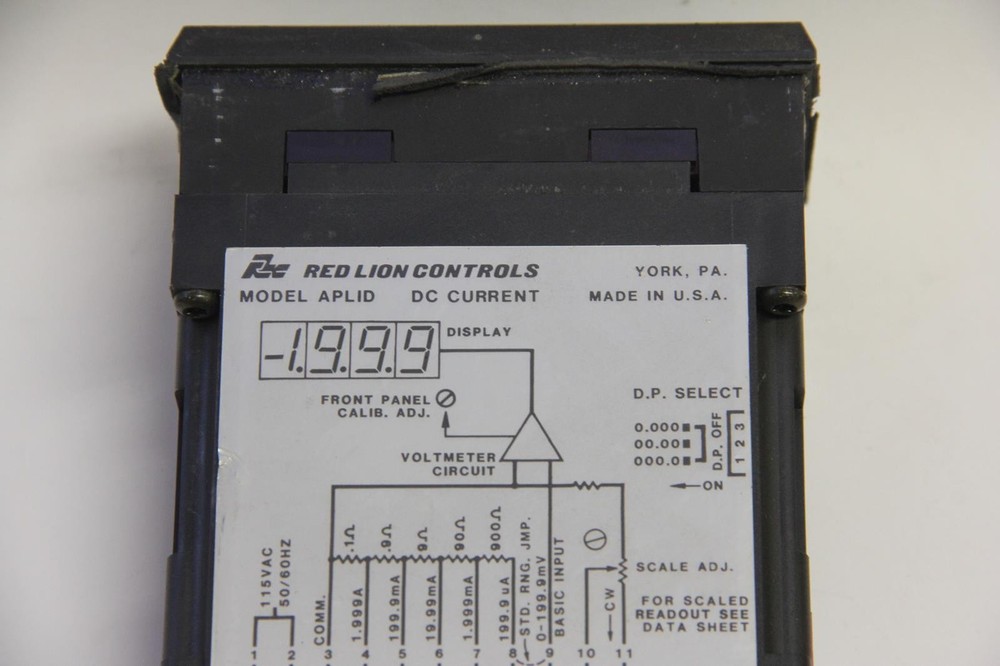 RLC RED LION CONTROLS YORK, PA.
MODEL APLID DC CURRENT MADE IN U.S.A.
-1.9.9.9 DISPLAY
FRONT PANEL
CALIB. ADJ.
D.P. SELECT
0.000
00.00
000.0
D.P. OFF
1 2 3
ON
VOLTMETER
CIRCUIT
.1Ω .9Ω 9Ω 90Ω 900Ω
115VAC
50/60HZ
COMM.
1.999A
199.9mA
19.99mA
1.999mA
199.9uA
STD. RNG. JMP.
0-199.9mV
BASIC INPUT
CW
SCALE ADJ.
FOR SCALED
READOUT SEE
DATA SHEET
1 2 3 4 5 6 7 8 9 10 11